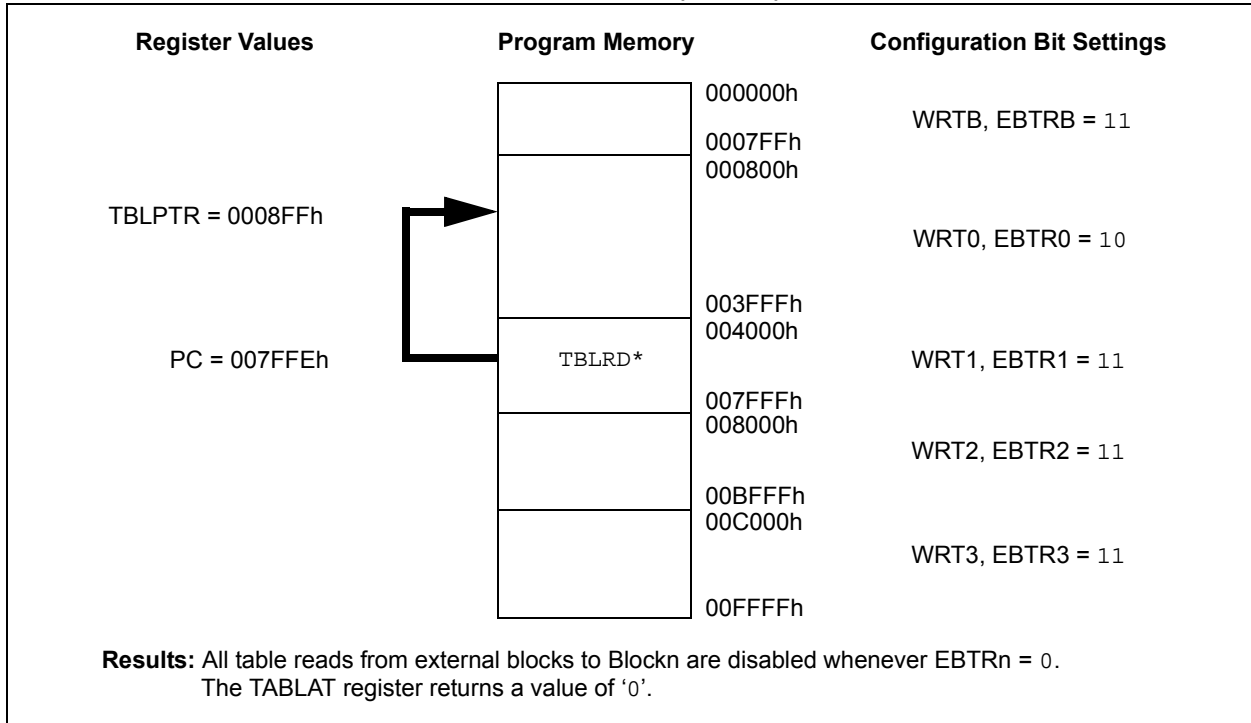 Register Values Program Memory Configuration Bit Settings
000000h
WRTB, EBTRB = 11
0007FFh
000800h
TBLPTR = 0008FFh
WRT0, EBTR0 = 10
003FFFh
004000h
PC = 007FFEh TBLRD* WRT1, EBTR1 = 11
007FFFh
008000h
WRT2, EBTR2 = 11
00BFFFh
00C000h
WRT3, EBTR3 = 11
00FFFFh
Results: All table reads from external blocks to Blockn are disabled whenever EBTRn = 0.
The TABLAT register returns a value of ‘0’.